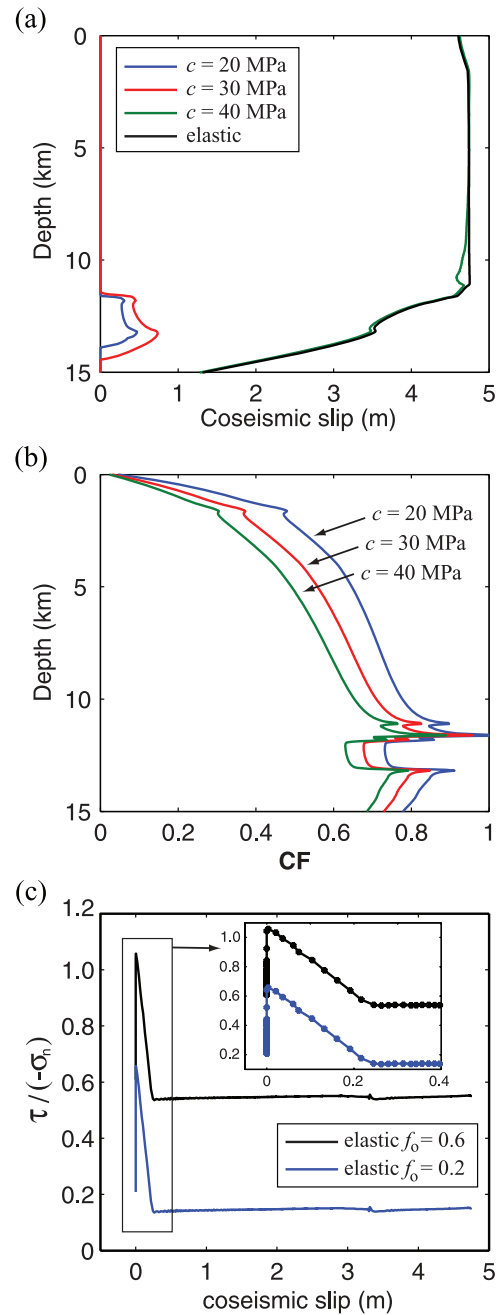 (a)
0
5
10
15
Depth (km)
c = 20 MPa
c = 30 MPa
c = 40 MPa
elastic
0 1 2 3 4 5
Coseismic slip (m)
(b)
0
5
10
15
Depth (km)
c = 20 MPa
c = 30 MPa
c = 40 MPa
0 0.2 0.4 0.6 0.8 1
CF
(c)
1.2
1.0
0.8
0.6
0.4
0.2
0
τ / (-σn)
1.0
0.8
0.6
0.4
0.2
0 0.2 0.4
elastic fo = 0.6
elastic fo = 0.2
0 1 2 3 4 5
coseismic slip (m)